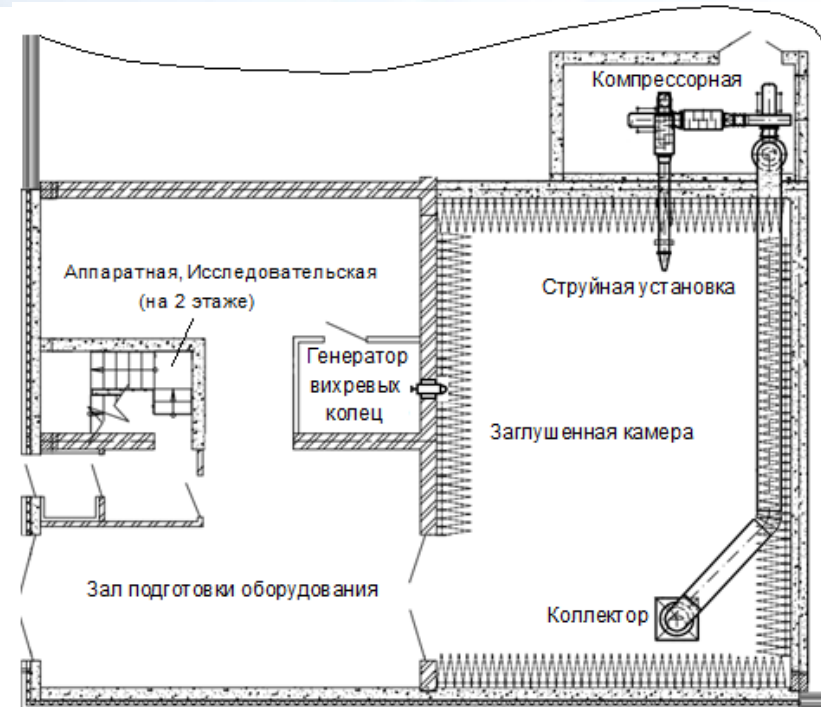 Компрессорная
Аппаратная, Исследовательская
(на 2 этаже)
Струйная установка
Генератор
вихревых
колец
Заглушенная камера
Зал подготовки оборудования
Коллектор